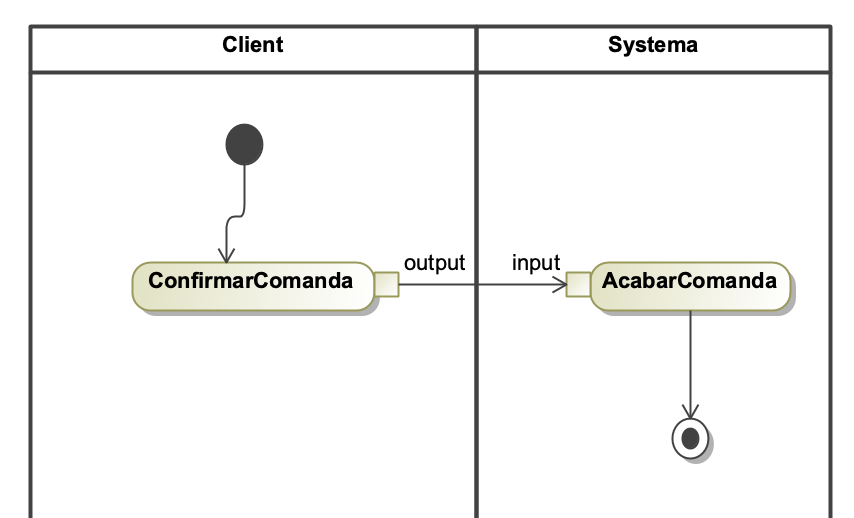 Client
Systema
output
input
ConfirmarComanda
AcabarComanda